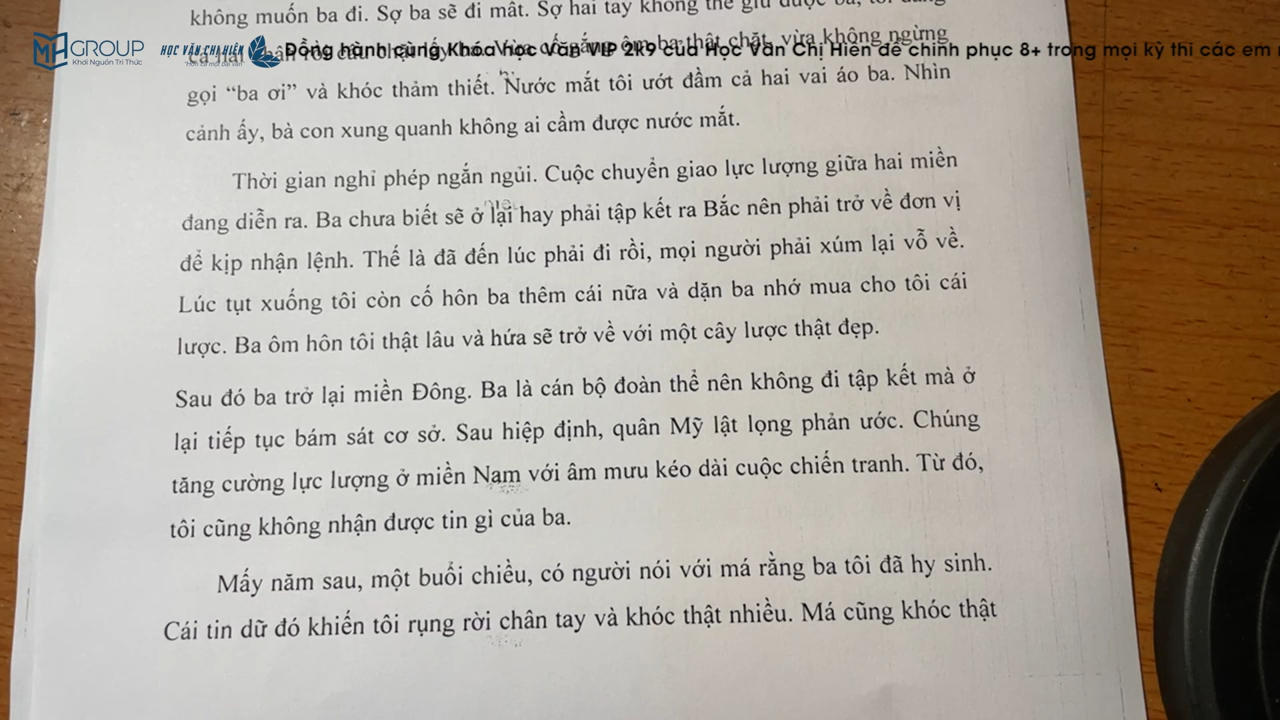 không muốn ba đi. Sợ ba sẽ đi mất. Sợ hai tay không thể giữ được ba, tôi
MH GROUP
Khơi Nguồn Tri Thức
HỌC VĂN CHỊ HIÊN
Đồng hành cùng Khóa học Văn VIP 2k9 của Học Văn Chị Hiên để chinh phục 8+ trong mọi kỳ thi các em
ôm ba thật chặt, vừa không ngừng
gọi “ba ơi” và khóc thảm thiết. Nước mắt tôi ướt đầm cả hai vai áo ba. Nhìn
cảnh ấy, bà con xung quanh không ai cầm được nước mắt.
Thời gian nghỉ phép ngắn ngủi. Cuộc chuyển giao lực lượng giữa hai miền
đang diễn ra. Ba chưa biết sẽ ở lại hay phải tập kết ra Bắc nên phải trở về đơn vị
để kịp nhận lệnh. Thế là đã đến lúc phải đi rồi, mọi người phải xúm lại vỗ về.
Lúc tụt xuống tôi còn cố hôn ba thêm cái nữa và dặn ba nhớ mua cho tôi cái
lược. Ba ôm hôn tôi thật lâu và hứa sẽ trở về với một cây lược thật đẹp.
Sau đó ba trở lại miền Đông. Ba là cán bộ đoàn thể nên không đi tập kết mà ở
lại tiếp tục bám sát cơ sở. Sau hiệp định, quân Mỹ lật lọng phản ước. Chúng
tăng cường lực lượng ở miền Nam với âm mưu kéo dài cuộc chiến tranh. Từ đó,
tôi cũng không nhận được tin gì của ba.
Mấy năm sau, một buổi chiều, có người nói với má rằng ba tôi đã hy sinh.
Cái tin dữ đó khiến tôi rụng rời chân tay và khóc thật nhiều. Má cũng khóc thật